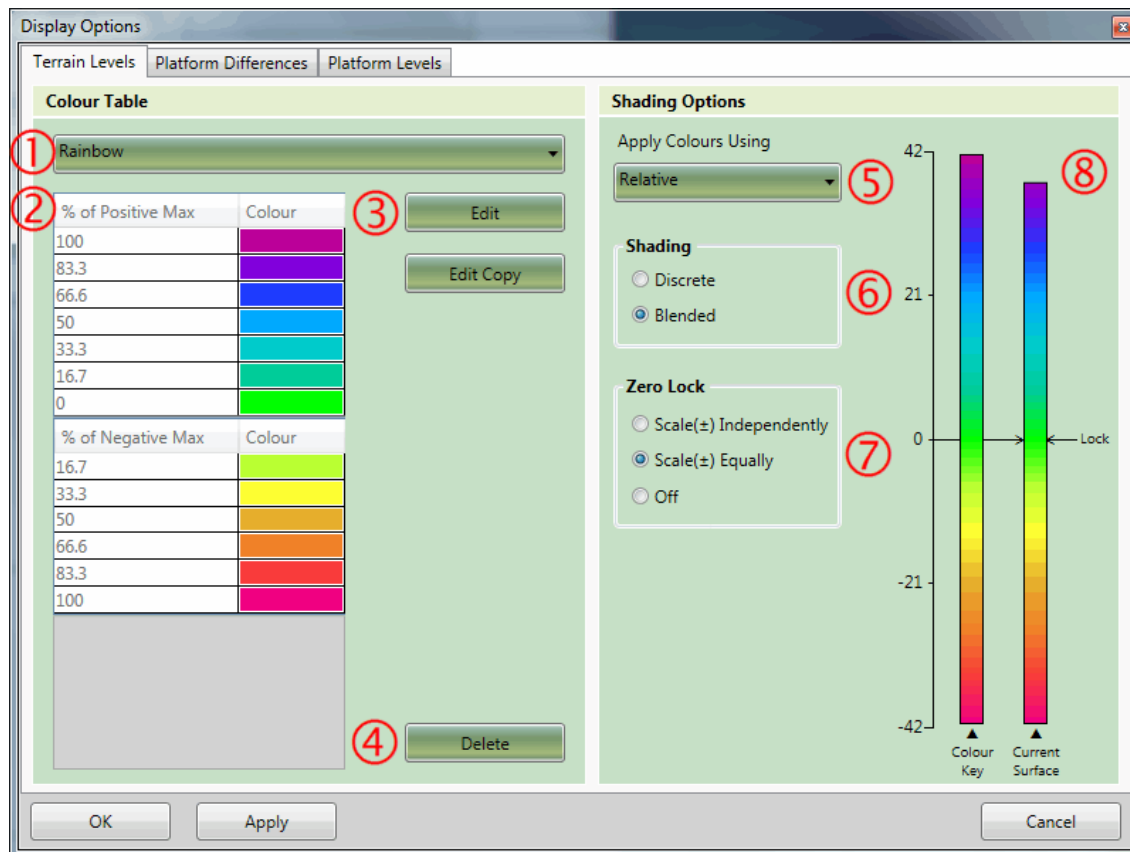 Display Options
Terrain Levels Platform Differences Platform Levels
Colour Table
① Rainbow
② % of Positive Max Colour
100
83.3
66.6
50
33.3
16.7
0
% of Negative Max Colour
16.7
33.3
50
66.6
83.3
100
③ Edit
Edit Copy
④ Delete
Shading Options
Apply Colours Using
Relative ⑤
Shading
Discrete
Blended
⑥
Zero Lock
Scale(±) Independently
Scale(±) Equally
Off
⑦
42
21
0
-21
-42
⑧
Lock
Colour
Key
Current
Surface
OK Apply Cancel